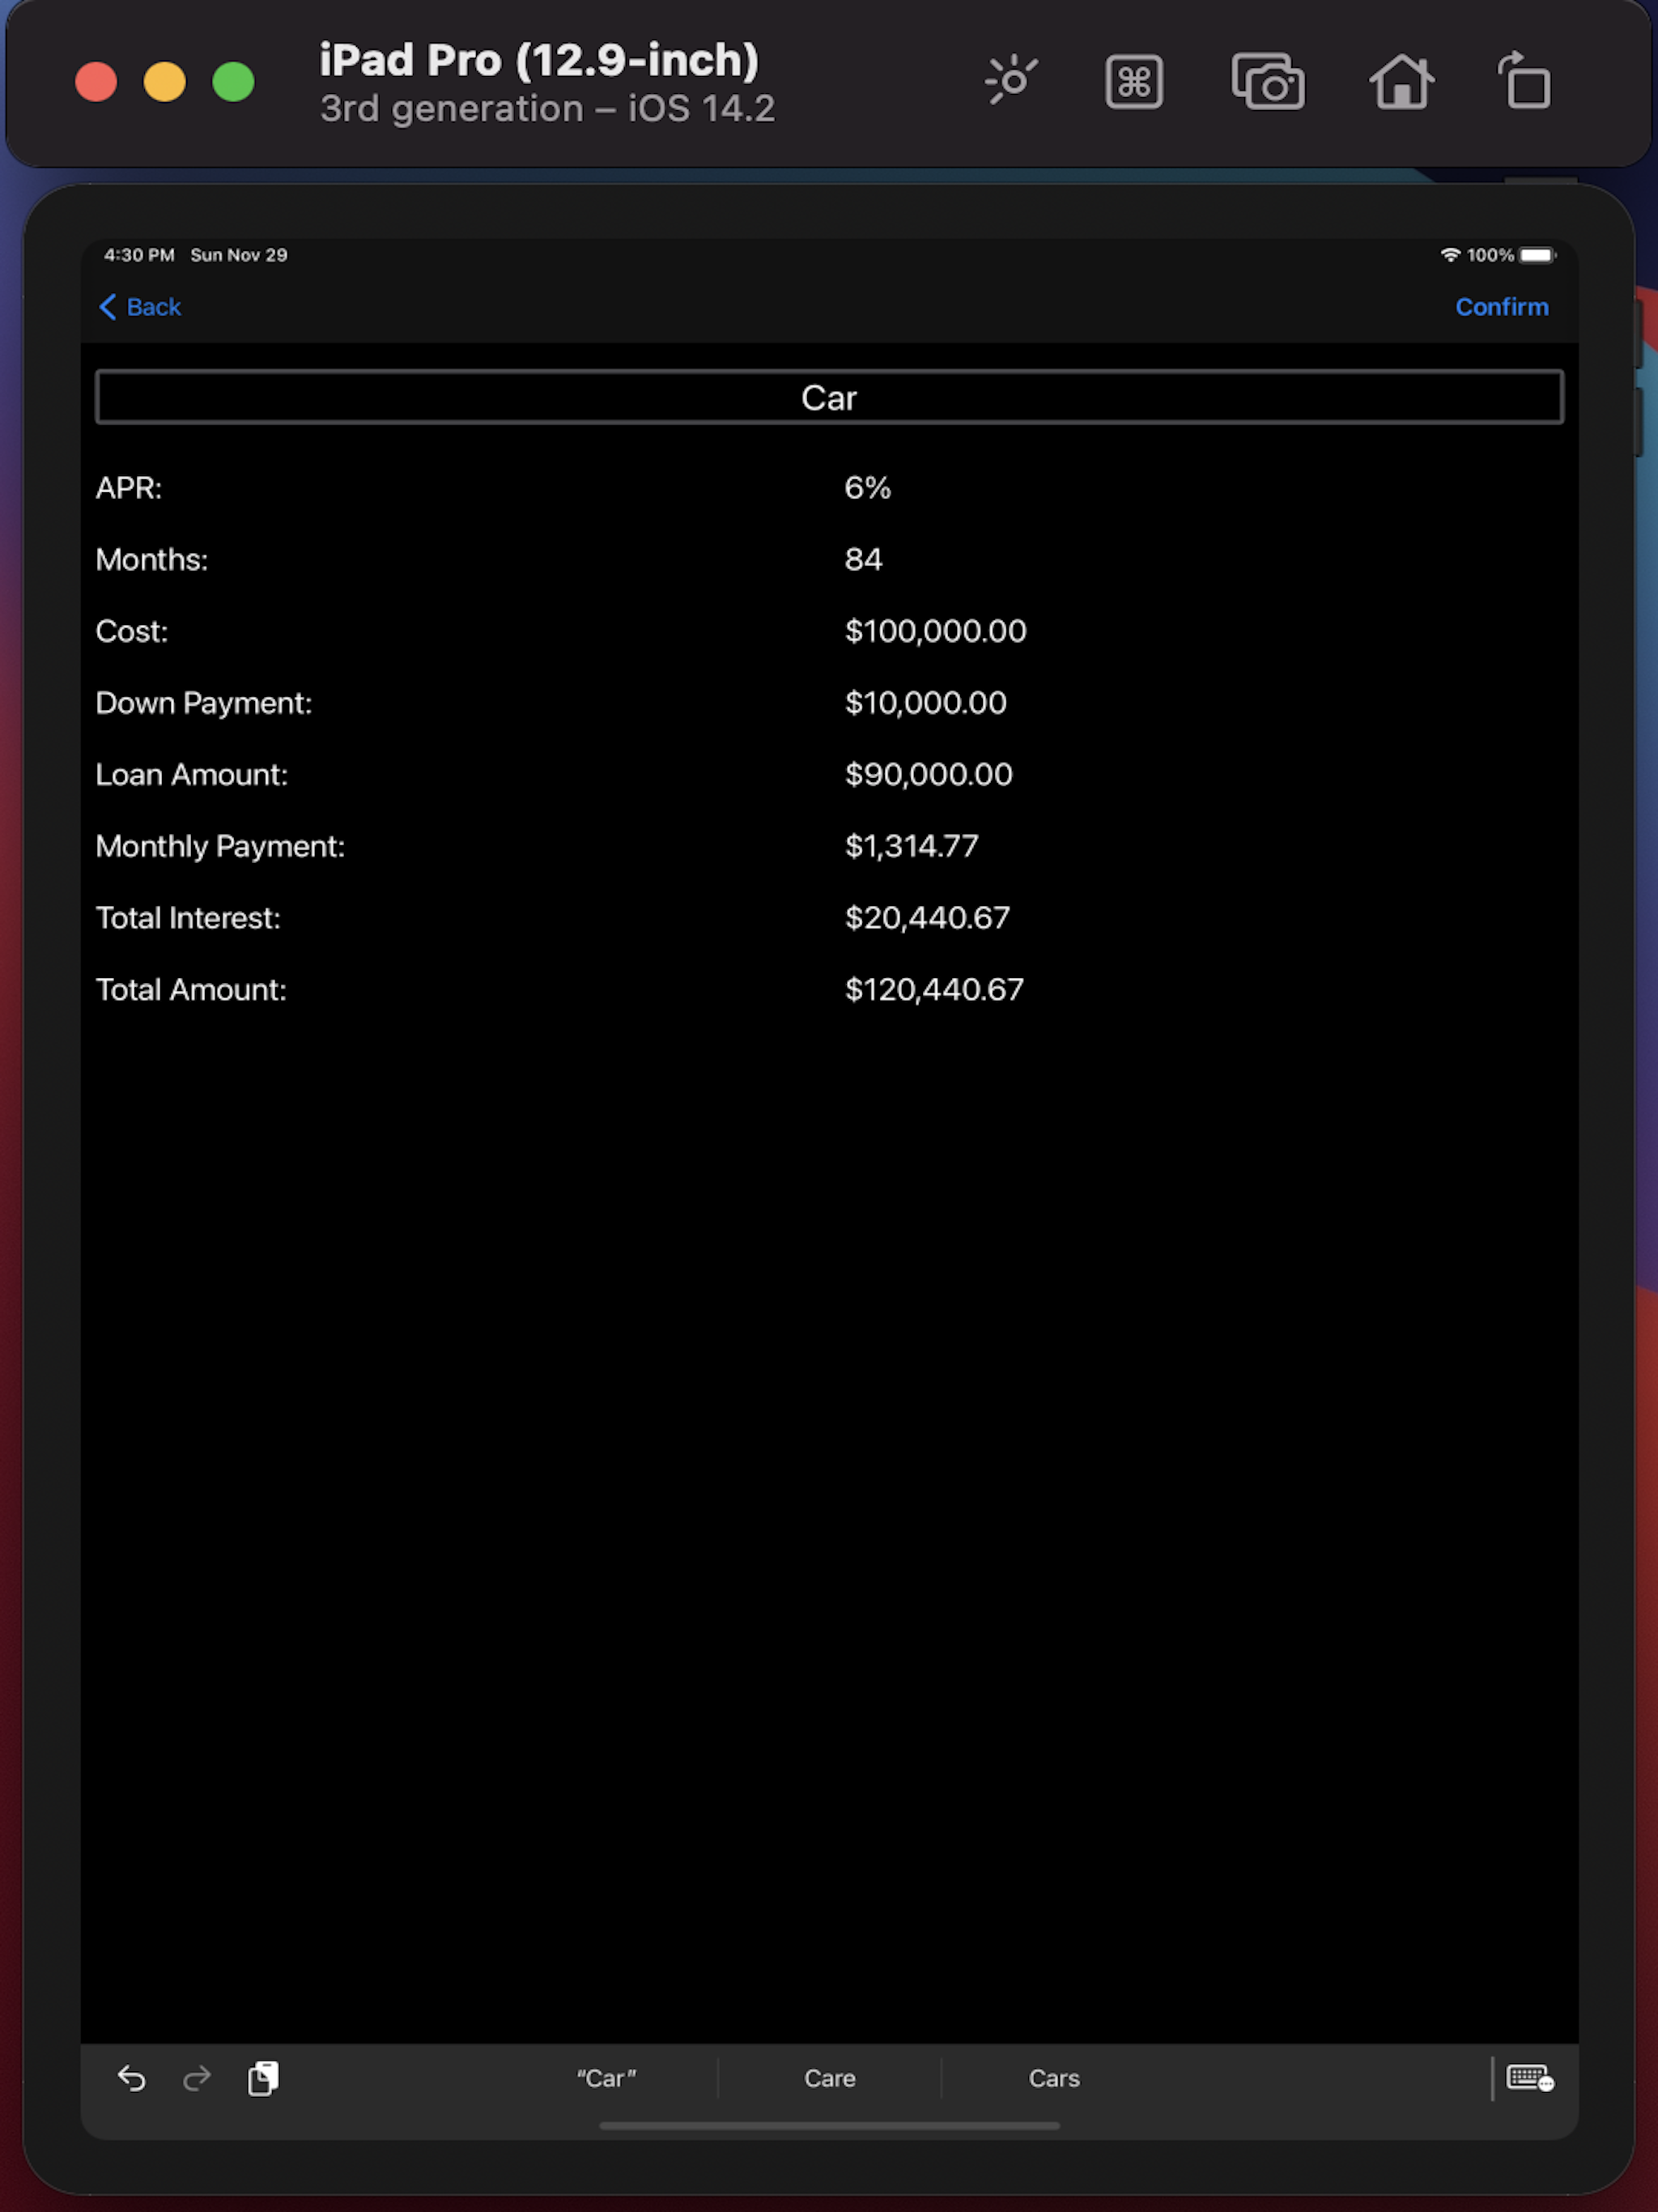 iPad Pro (12.9-inch)
3rd generation – iOS 14.2
4:30 PM Sun Nov 29
100%
Back
Confirm
Car
APR: 6%
Months: 84
Cost: $100,000.00
Down Payment: $10,000.00
Loan Amount: $90,000.00
Monthly Payment: $1,314.77
Total Interest: $20,440.67
Total Amount: $120,440.67
“Car” Care Cars